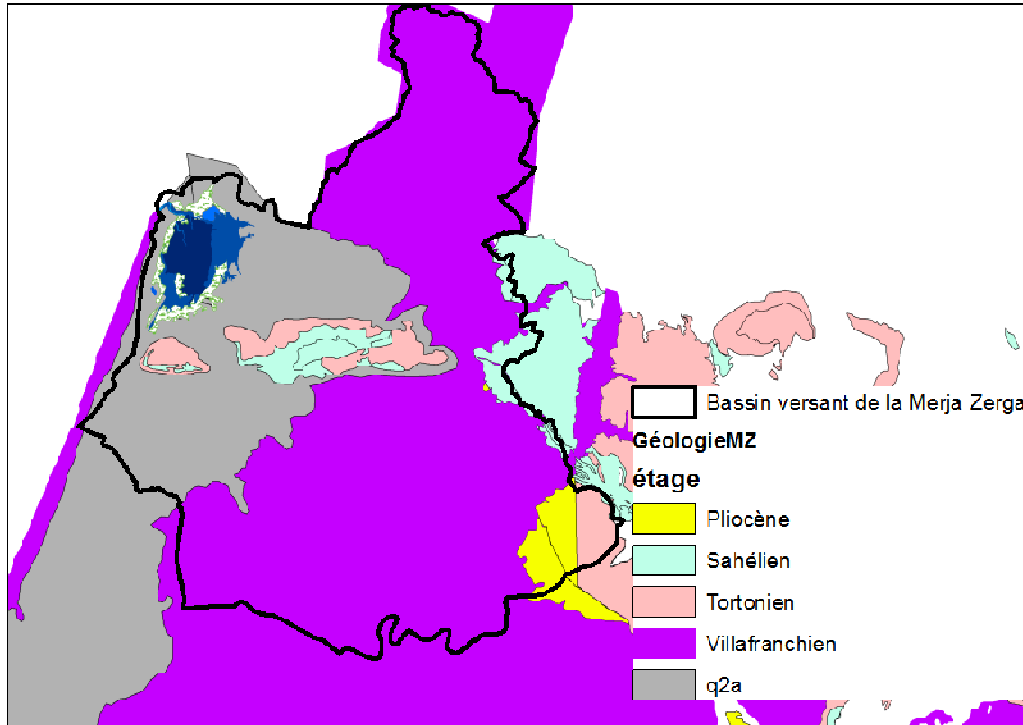 Bassin versant de la Merja Zerga
GéologieMZ
étage
Pliocène
Sahélien
Tortonien
Villafranchien
q2a